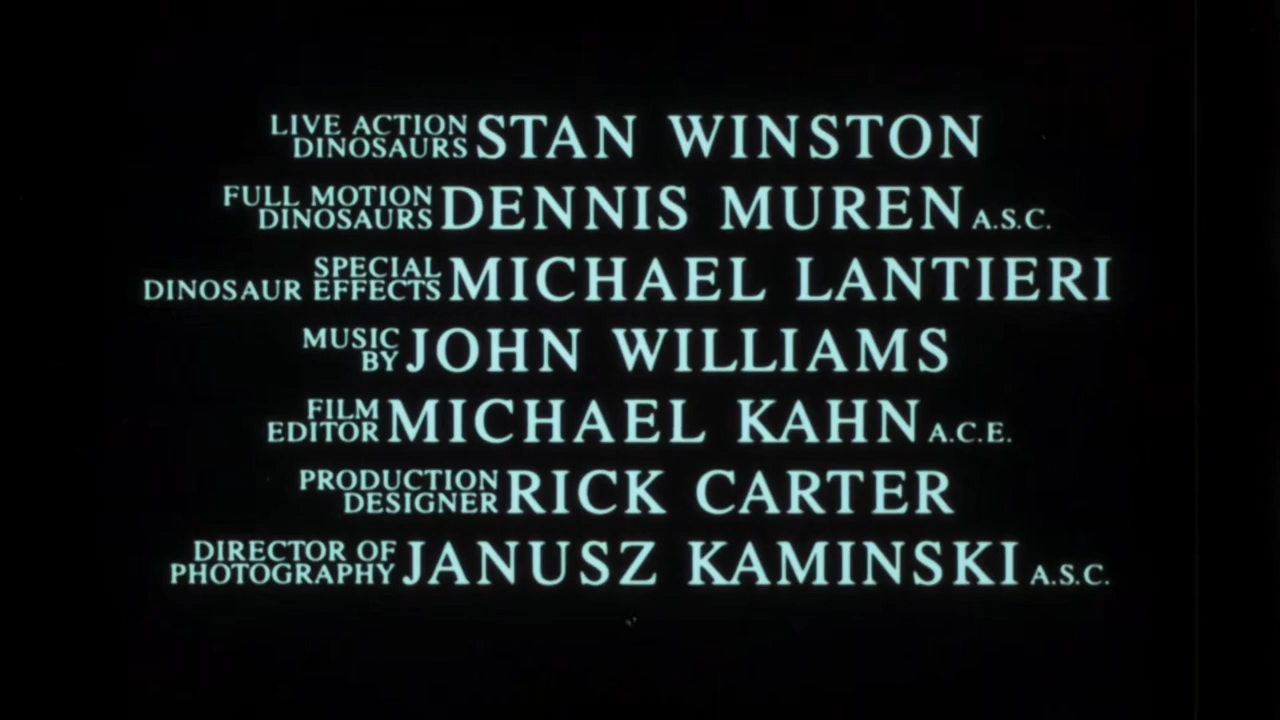 LIVE ACTION DINOSAURS STAN WINSTON
FULL MOTION DINOSAURS DENNIS MUREN A.S.C.
SPECIAL DINOSAUR EFFECTS MICHAEL LANTIERI
MUSIC BY JOHN WILLIAMS
FILM EDITOR MICHAEL KAHN A.C.E.
PRODUCTION DESIGNER RICK CARTER
DIRECTOR OF PHOTOGRAPHY JANUSZ KAMINSKI A.S.C.